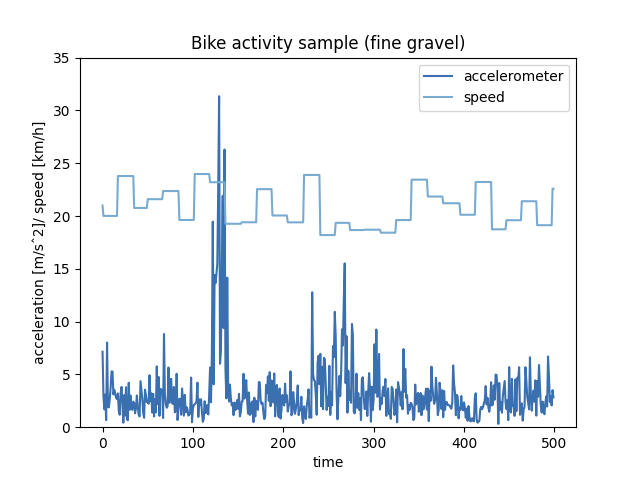 Bike activity sample (fine gravel)
accelerometer
speed
35
30
25
20
15
10
5
0
acceleration [m/s^2]/ speed [km/h]
0 100 200 300 400 500
time